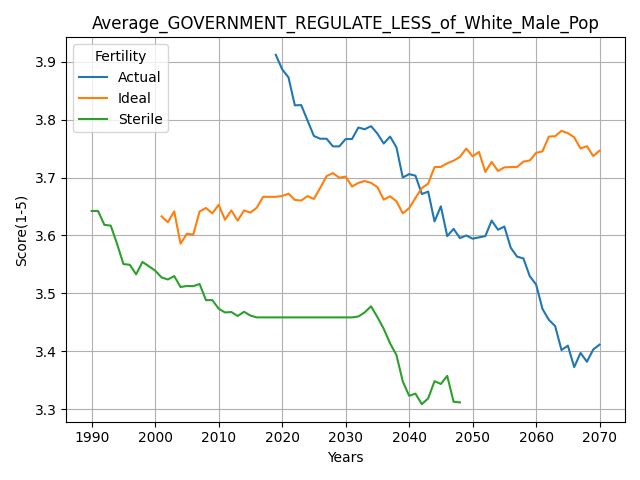 Average_GOVERNMENT_REGULATE_LESS_of_White_Male_Pop
Fertility
Actual
Ideal
Sterile
Score(1-5)
3.9
3.8
3.7
3.6
3.5
3.4
3.3
1990 2000 2010 2020 2030 2040 2050 2060 2070
Years